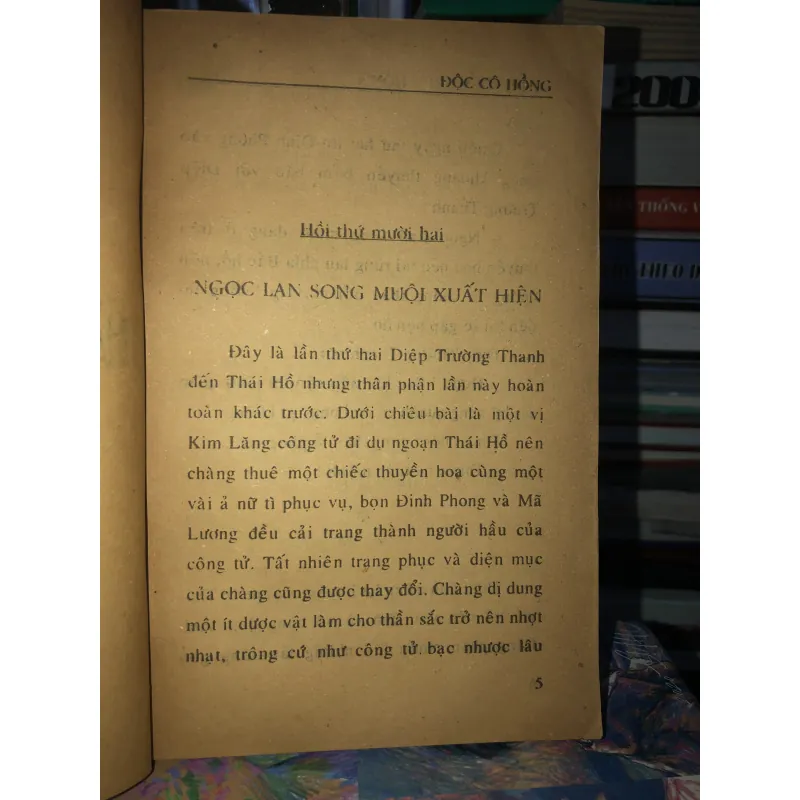 ĐỘC CÔ HỒNG
Hồi thứ mười hai
NGỌC LAN SONG MUỘI XUẤT HIỆN
Đây là lần thứ hai Diệp Trường Thanh
đến Thái Hồ nhưng thân phận lần này hoàn
toàn khác trước. Dưới chiêu bài là một vị
Kim Lăng công tử đi du ngoạn Thái Hồ nên
chàng thuê một chiếc thuyền hoa cùng một
vài ả nữ tì phục vụ, bọn Đinh Phong và Mã
Lương đều cải trang thành người hầu của
công tử. Tất nhiên trang phục và diện mục
của chàng cũng được thay đổi. Chàng dị dung
một ít dược vật làm cho thần sắc trở nên nhợt
nhạt, trông cứ như công tử bạc nhược lâu
5
200
THỐNG
THEO